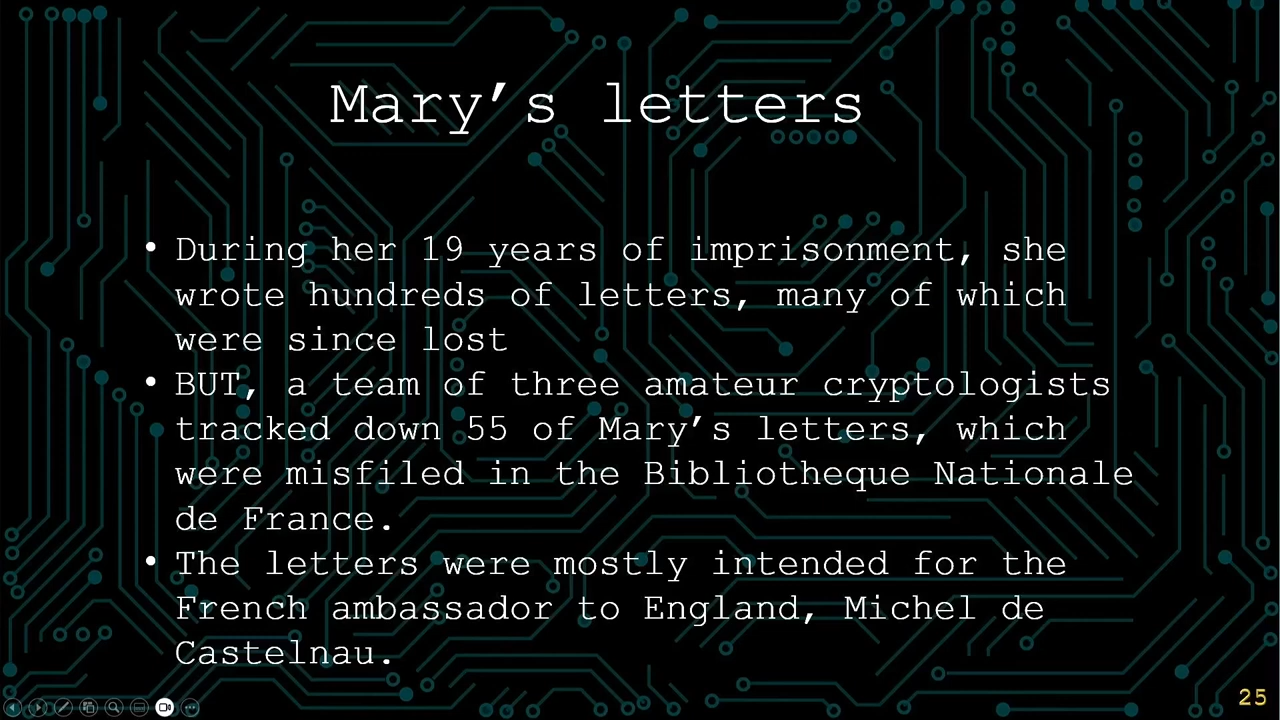 Mary’s letters
• During her 19 years of imprisonment, she
wrote hundreds of letters, many of which
were since lost
• BUT, a team of three amateur cryptologists
tracked down 55 of Mary’s letters, which
were misfiled in the Bibliotheque Nationale
de France.
• The letters were mostly intended for the
French ambassador to England, Michel de
Castelnau.
25